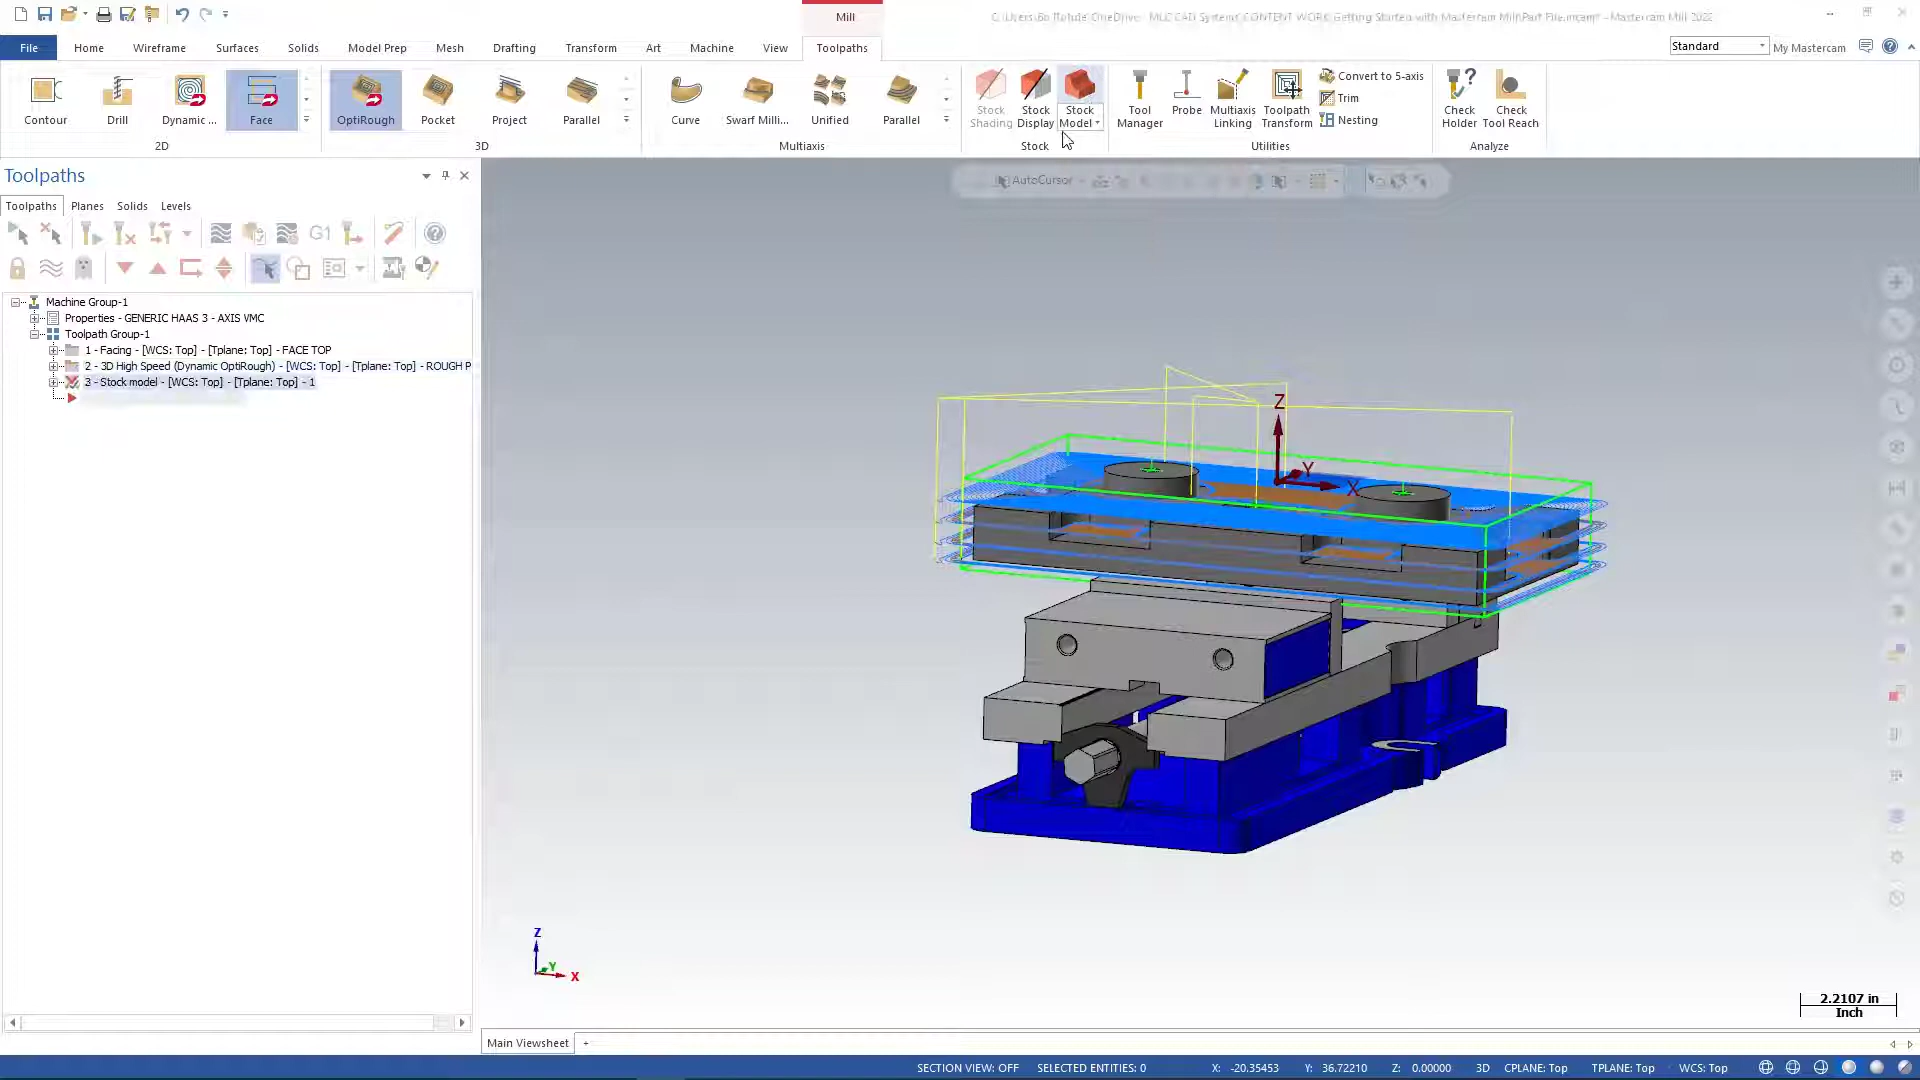 Mill
File
Home
Wireframe
Surfaces
Solids
Model Prep
Mesh
Drafting
Transform
Art
Machine
View
Toolpaths
Standard
My Mastercam
Contour
Drill
Dynamic ...
Face
2D
OptiRough
Pocket
Project
Parallel
3D
Curve
Swarf Milli...
Unified
Parallel
Multiaxis
Stock
Shading
Stock
Display
Stock
Model
Stock
Tool
Manager
Probe
Multiaxis
Linking
Toolpath
Transform
Convert to 5-axis
Trim
Nesting
Utilities
Check
Holder
Check
Tool Reach
Analyze
Toolpaths
Toolpaths
Planes
Solids
Levels
G1
Machine Group-1
Properties - GENERIC HAAS 3 - AXIS VMC
Toolpath Group-1
1 - Facing - [WCS: Top] - [Tplane: Top] - FACE TOP
2 - 3D High Speed (Dynamic OptiRough) - [WCS: Top] - [Tplane: Top] - ROUGH P
3 - Stock model - [WCS: Top] - [Tplane: Top] - 1
AutoCursor
Z
Y
X
Z
Y
X
2.2107 in
Inch
Main Viewsheet
+
SECTION VIEW: OFF
SELECTED ENTITIES: 0
X: -20.35453
Y: 36.72210
Z: 0.00000
3D
CPLANE: Top
TPLANE: Top
WCS: Top